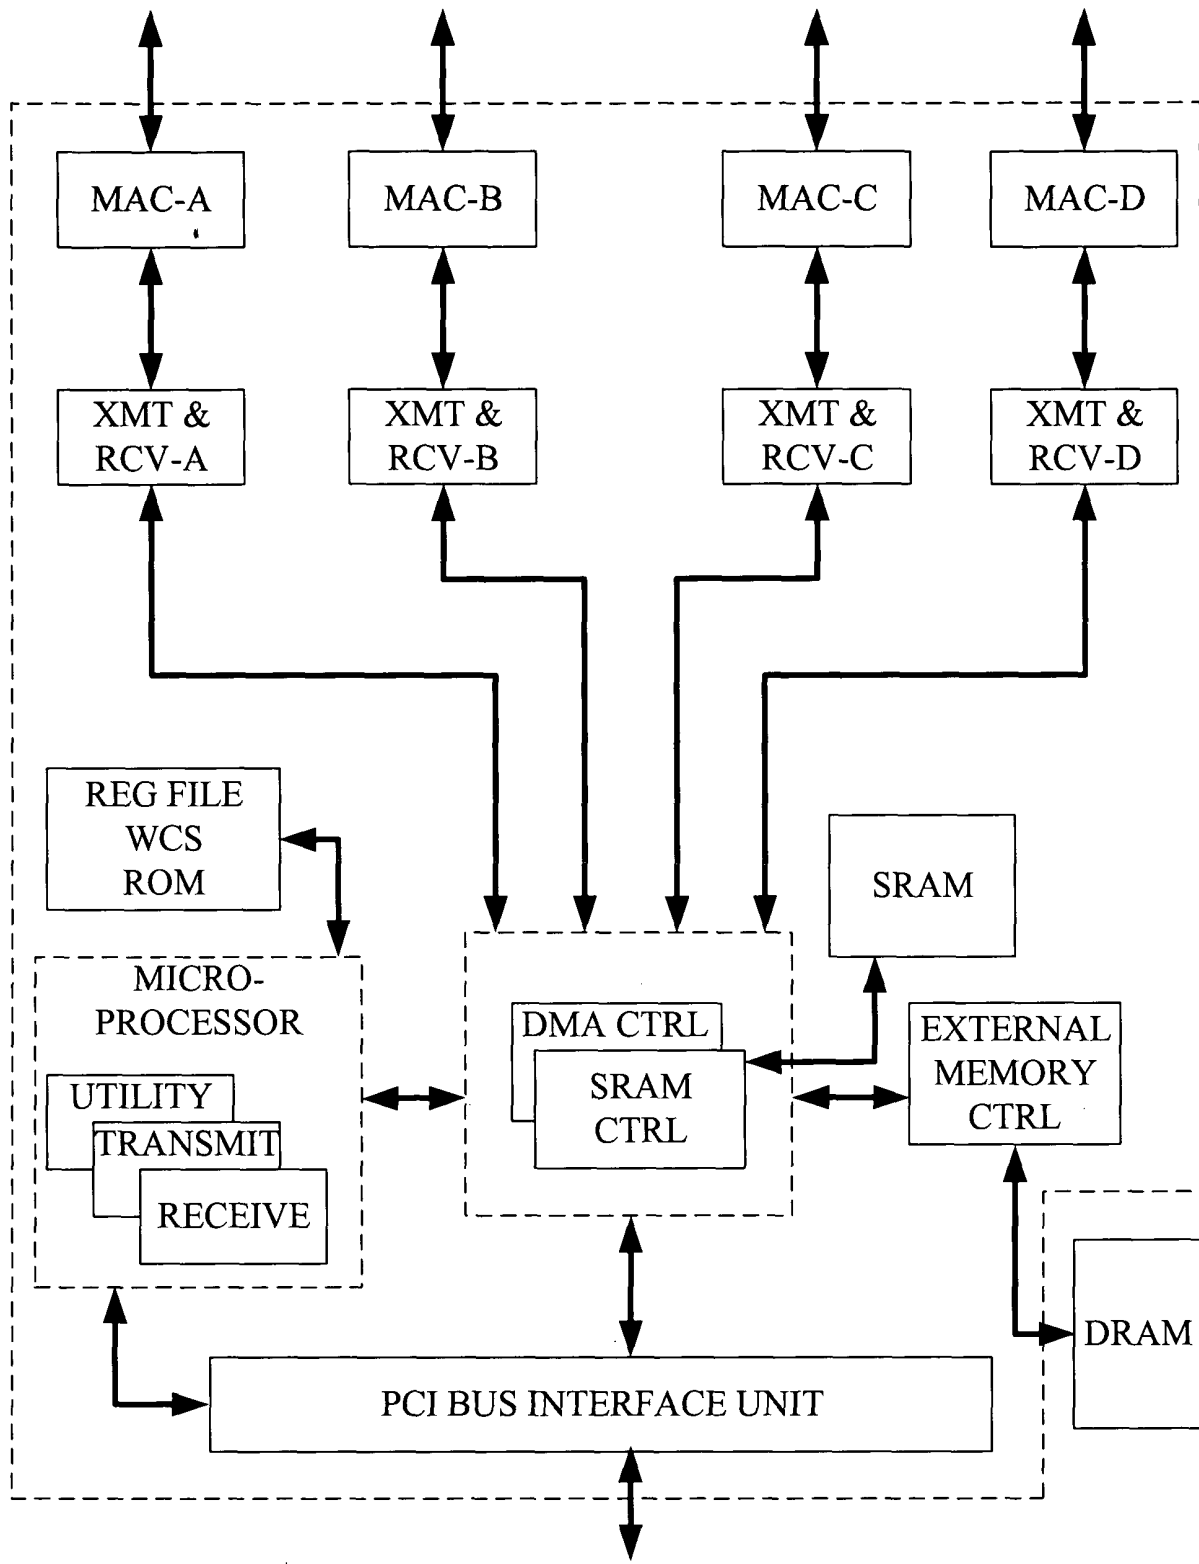 MAC-A
MAC-B
MAC-C
MAC-D
XMT &
RCV-A
XMT &
RCV-B
XMT &
RCV-C
XMT &
RCV-D
REG FILE
WCS
ROM
SRAM
MICRO-
PROCESSOR
UTILITY
TRANSMIT
RECEIVE
DMA CTRL
SRAM
CTRL
EXTERNAL
MEMORY
CTRL
DRAM
PCI BUS INTERFACE UNIT